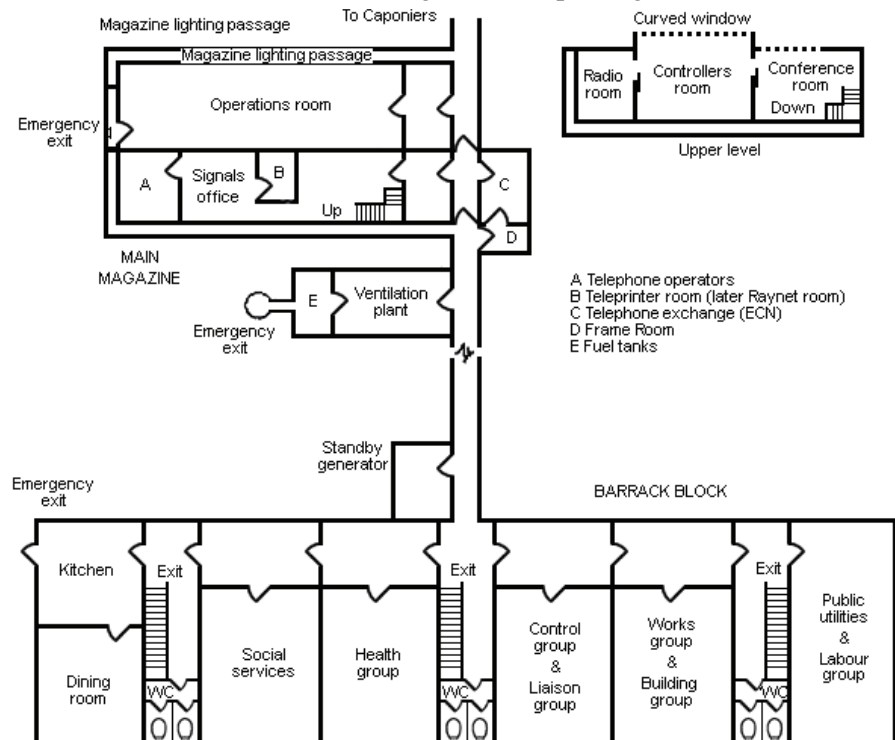 To Caponiers
Curved window
Magazine lighting passage
Magazine lighting passage
Radio
room
Controllers
room
Conference
room
Down
Operations room
Emergency
exit
Upper level
A
Signals
office
B
Up
C
D
MAIN
MAGAZINE
E
Ventilation
plant
Emergency
exit
A Telephone operators
B Teleprinter room (later Raynet room)
C Telephone exchange (ECN)
D Frame Room
E Fuel tanks
Standby
generator
Emergency
exit
BARRACK BLOCK
Kitchen
Exit
Exit
Exit
Dining
room
Social
services
Health
group
Control
group
&
Liaison
group
Works
group
&
Building
group
Public
utilities
&
Labour
group
WC
WC
WC